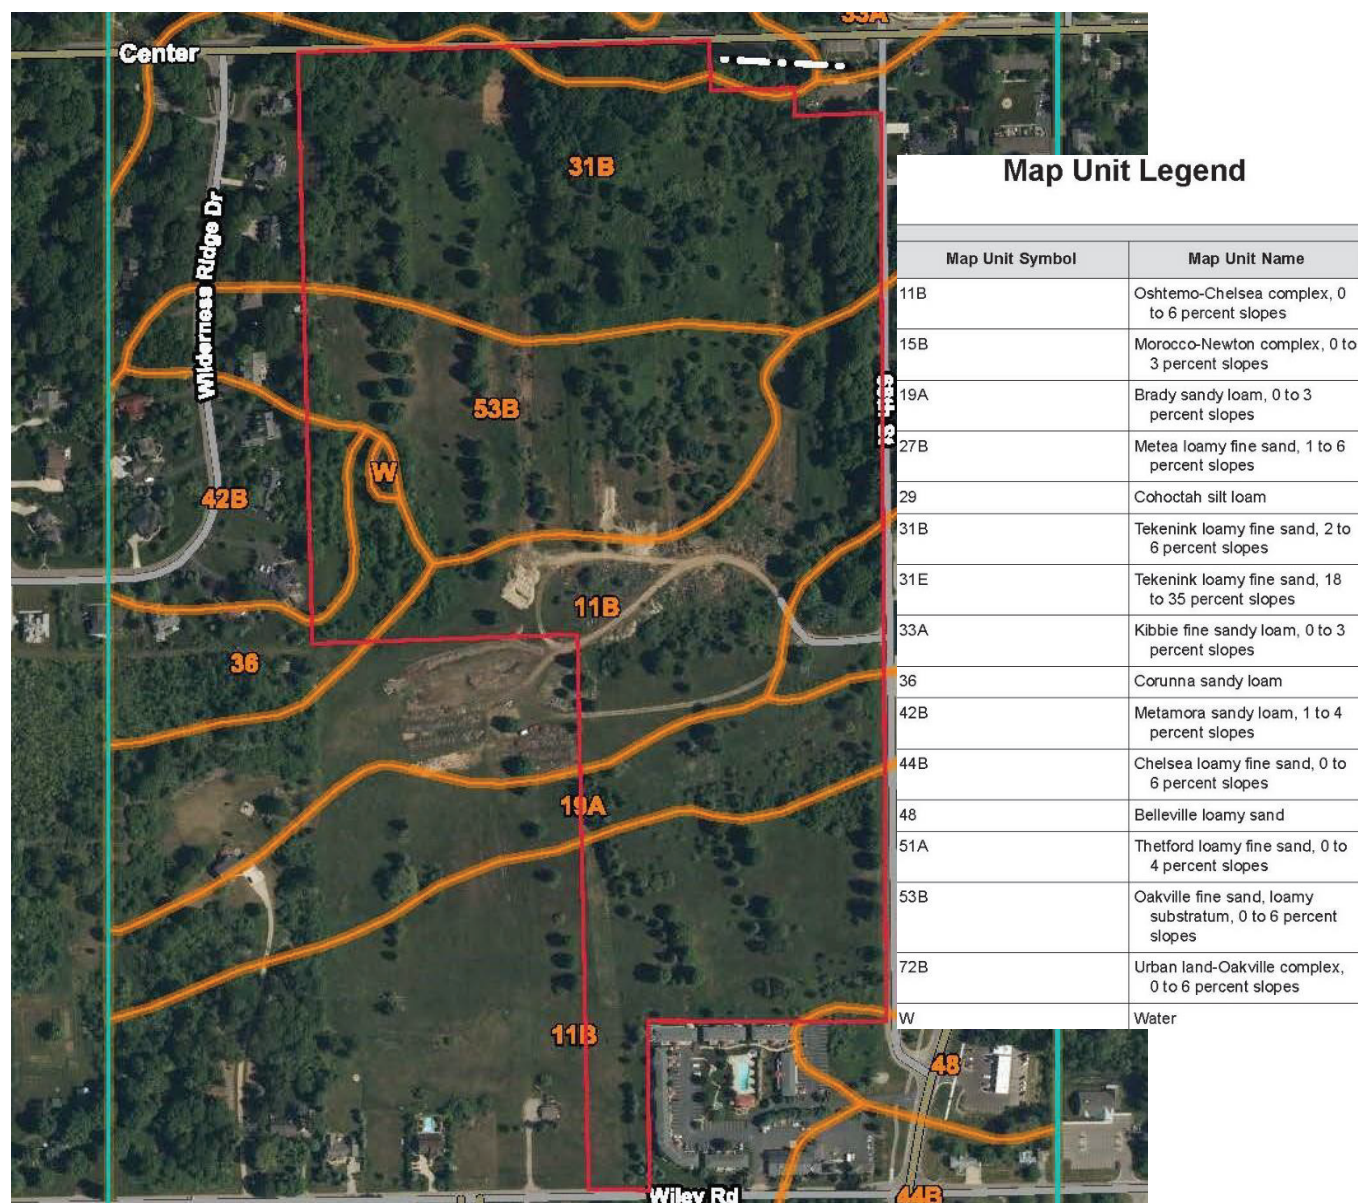 33A
Center
31B
Wilderness Ridge Dr
53B
W
42B
11B
36
19A
11B
48
Wiley Rd
44B
Map Unit Legend
Map Unit Symbol Map Unit Name
11B Oshtemo-Chelsea complex, 0
to 6 percent slopes
15B Morocco-Newton complex, 0 to
3 percent slopes
19A Brady sandy loam, 0 to 3
percent slopes
27B Metea loamy fine sand, 1 to 6
percent slopes
29 Cohoctah silt loam
31B Tekenink loamy fine sand, 2 to
6 percent slopes
31E Tekenink loamy fine sand, 18
to 35 percent slopes
33A Kibbie fine sandy loam, 0 to 3
percent slopes
36 Corunna sandy loam
42B Metamora sandy loam, 1 to 4
percent slopes
44B Chelsea loamy fine sand, 0 to
6 percent slopes
48 Belleville loamy sand
51A Thetford loamy fine sand, 0 to
4 percent slopes
53B Oakville fine sand, loamy
substratum, 0 to 6 percent
slopes
72B Urban land-Oakville complex,
0 to 6 percent slopes
W Water